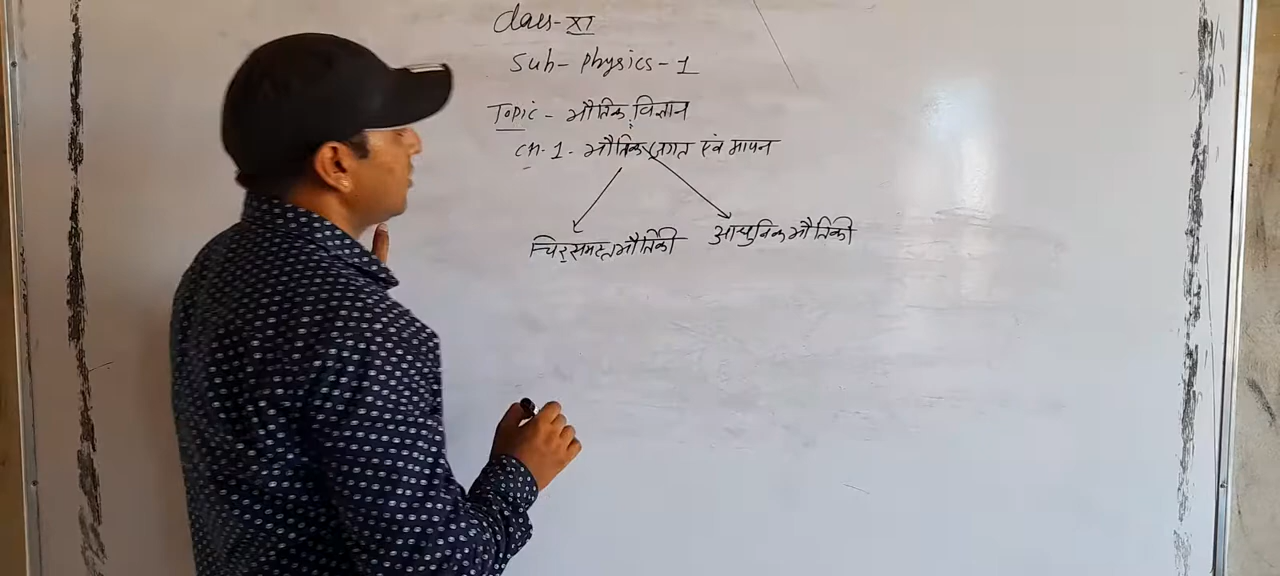 Class - XI
Sub - Physics - 1
Topic - भौतिक विज्ञान
Ch. 1. भौतिक जगत एवं मापन
चिरसम्मत भौतिकी आधुनिक भौतिकी